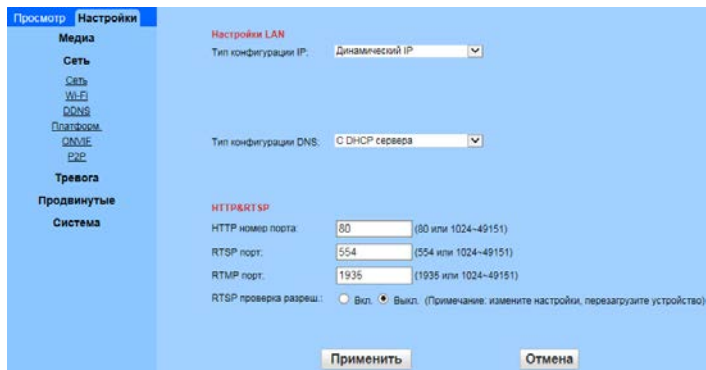 Просмотр Настройки
Медиа
Сеть
Сеть
Wi-Fi
DDNS
Платформ.
ONVIF
P2P
Тревога
Продвинутые
Система
Настройки LAN
Тип конфигурации IP: Динамический IP
Тип конфигурации DNS: С DHCP сервера
HTTP&RTSP
HTTP номер порта: 80 (80 или 1024~49151)
RTSP порт: 554 (554 или 1024~49151)
RTMP порт: 1935 (1935 или 1024~49151)
RTSP проверка разреш.: Вкл. Выкл. (Примечание: измените настройки, перезагрузите устройство)
Применить Отмена